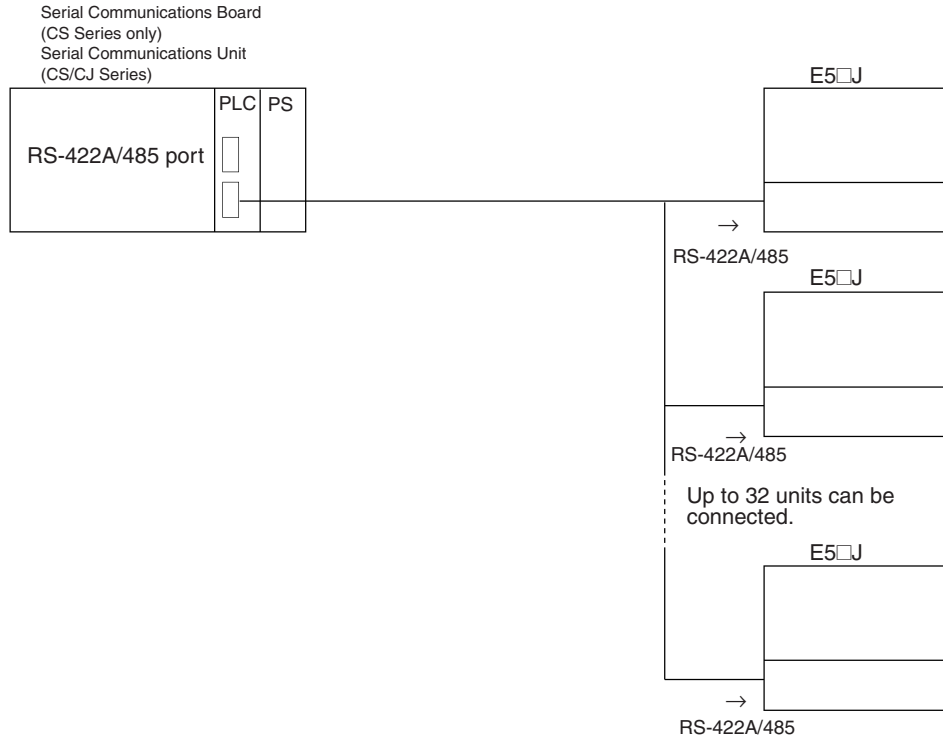 Serial Communications Board
(CS Series only)
Serial Communications Unit
(CS/CJ Series)
E5□J
PLC PS
RS-422A/485 port
→
RS-422A/485
E5□J
→
RS-422A/485
Up to 32 units can be
connected.
E5□J
→
RS-422A/485